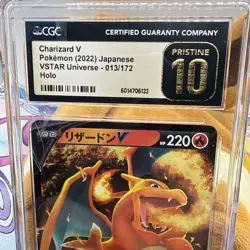 CGC
CERTIFIED GUARANTY COMPANY
Charizard V
Pokémon (2022) Japanese
VSTAR Universe - 013/172
Holo
PRISTINE
10
6014706133
リザードンV
HP 220